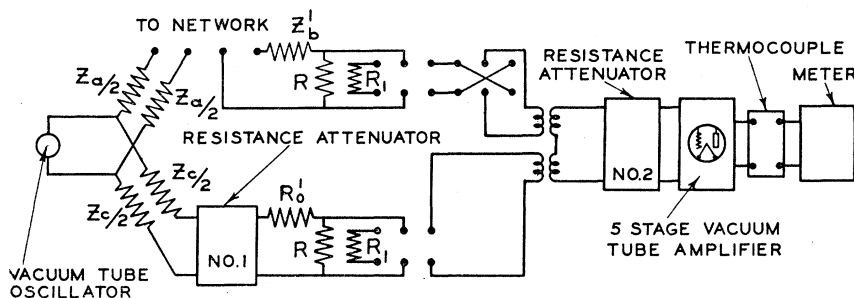 TO NETWORK
Z'b
Za/2
Za/2
R
R1
RESISTANCE
ATTENUATOR
THERMOCOUPLE
METER
RESISTANCE ATTENUATOR
Zc/2
Zc/2
R'o
NO.1
R
R1
NO.2
5 STAGE VACUUM
TUBE AMPLIFIER
VACUUM TUBE
OSCILLATOR